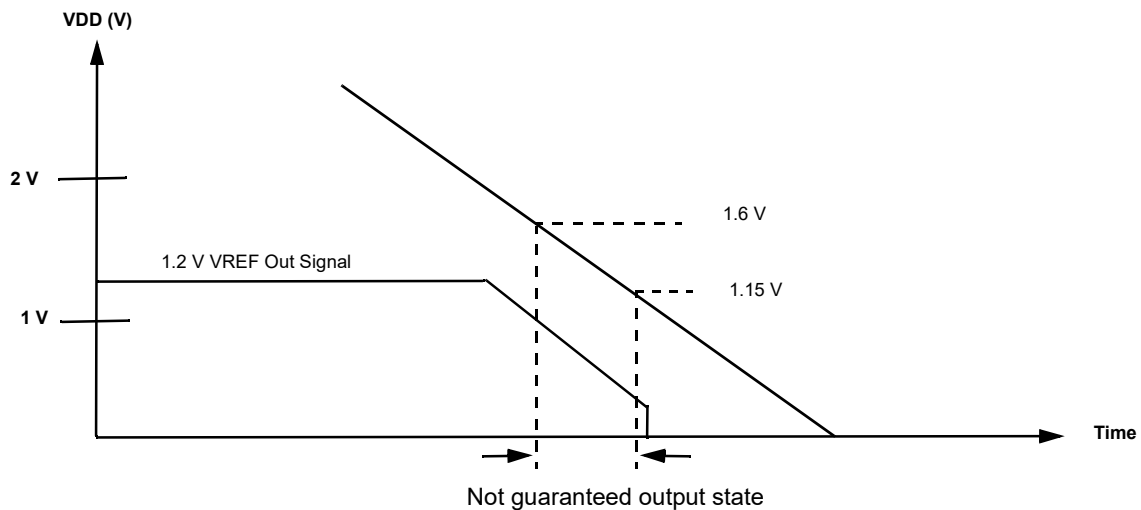 VDD (V)
2 V
1.6 V
1.2 V VREF Out Signal
1.15 V
1 V
Time
Not guaranteed output state